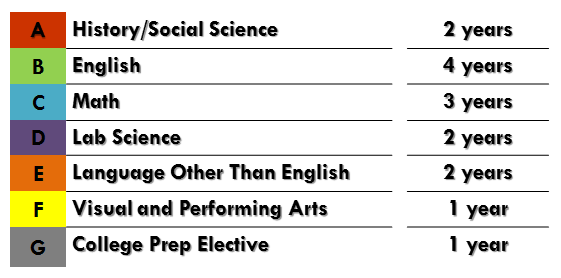 A History/Social Science 2 years
B English 4 years
C Math 3 years
D Lab Science 2 years
E Language Other Than English 2 years
F Visual and Performing Arts 1 year
G College Prep Elective 1 year